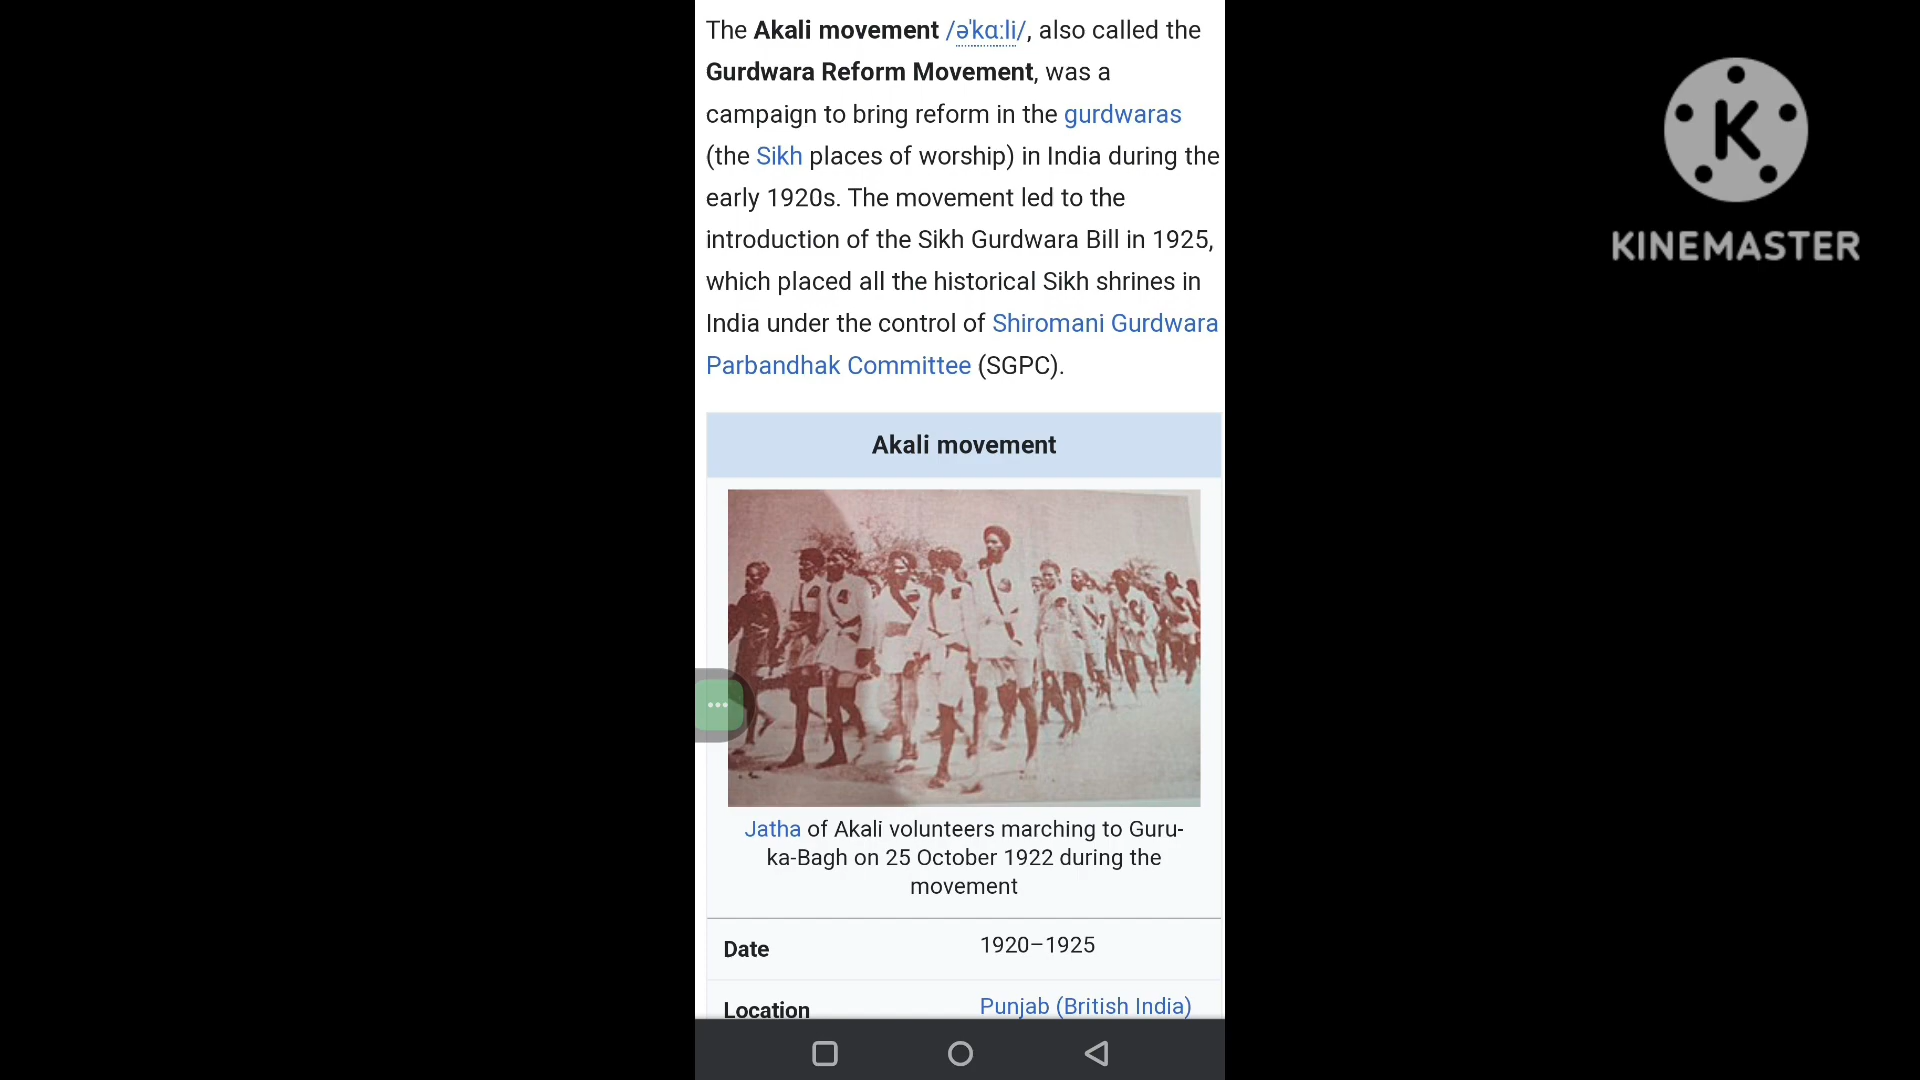 The Akali movement /əˈkɑːli/, also called the
Gurdwara Reform Movement, was a
campaign to bring reform in the gurdwaras
(the Sikh places of worship) in India during the
early 1920s. The movement led to the
introduction of the Sikh Gurdwara Bill in 1925,
which placed all the historical Sikh shrines in
India under the control of Shiromani Gurdwara
Parbandhak Committee (SGPC).
Akali movement
Jatha of Akali volunteers marching to Guru-
ka-Bagh on 25 October 1922 during the
movement
Date 1920–1925
Location Punjab (British India)
K
KINEMASTER